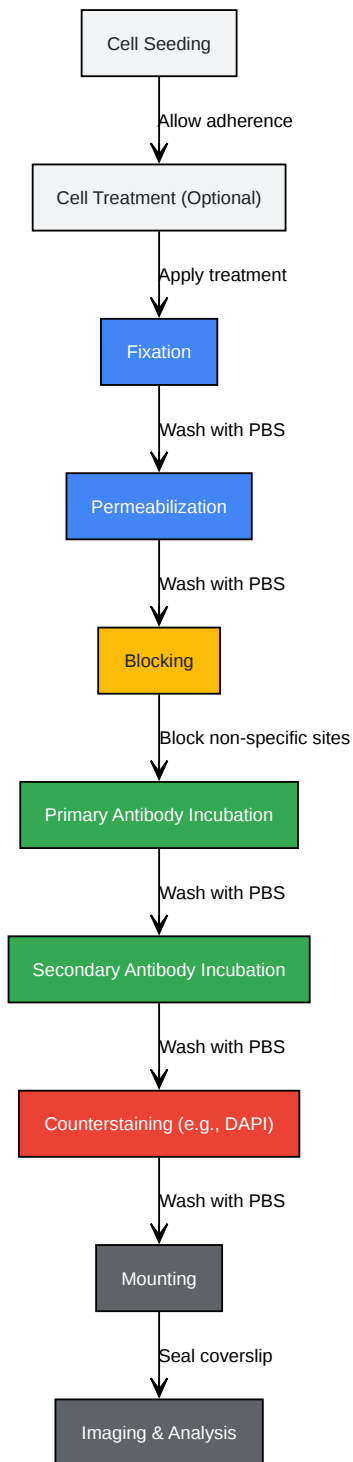 Cell Seeding
Allow adherence
Cell Treatment (Optional)
Apply treatment
Fixation
Wash with PBS
Permeabilization
Wash with PBS
Blocking
Block non-specific sites
Primary Antibody Incubation
Wash with PBS
Secondary Antibody Incubation
Wash with PBS
Counterstaining (e.g., DAPI)
Wash with PBS
Mounting
Seal coverslip
Imaging & Analysis